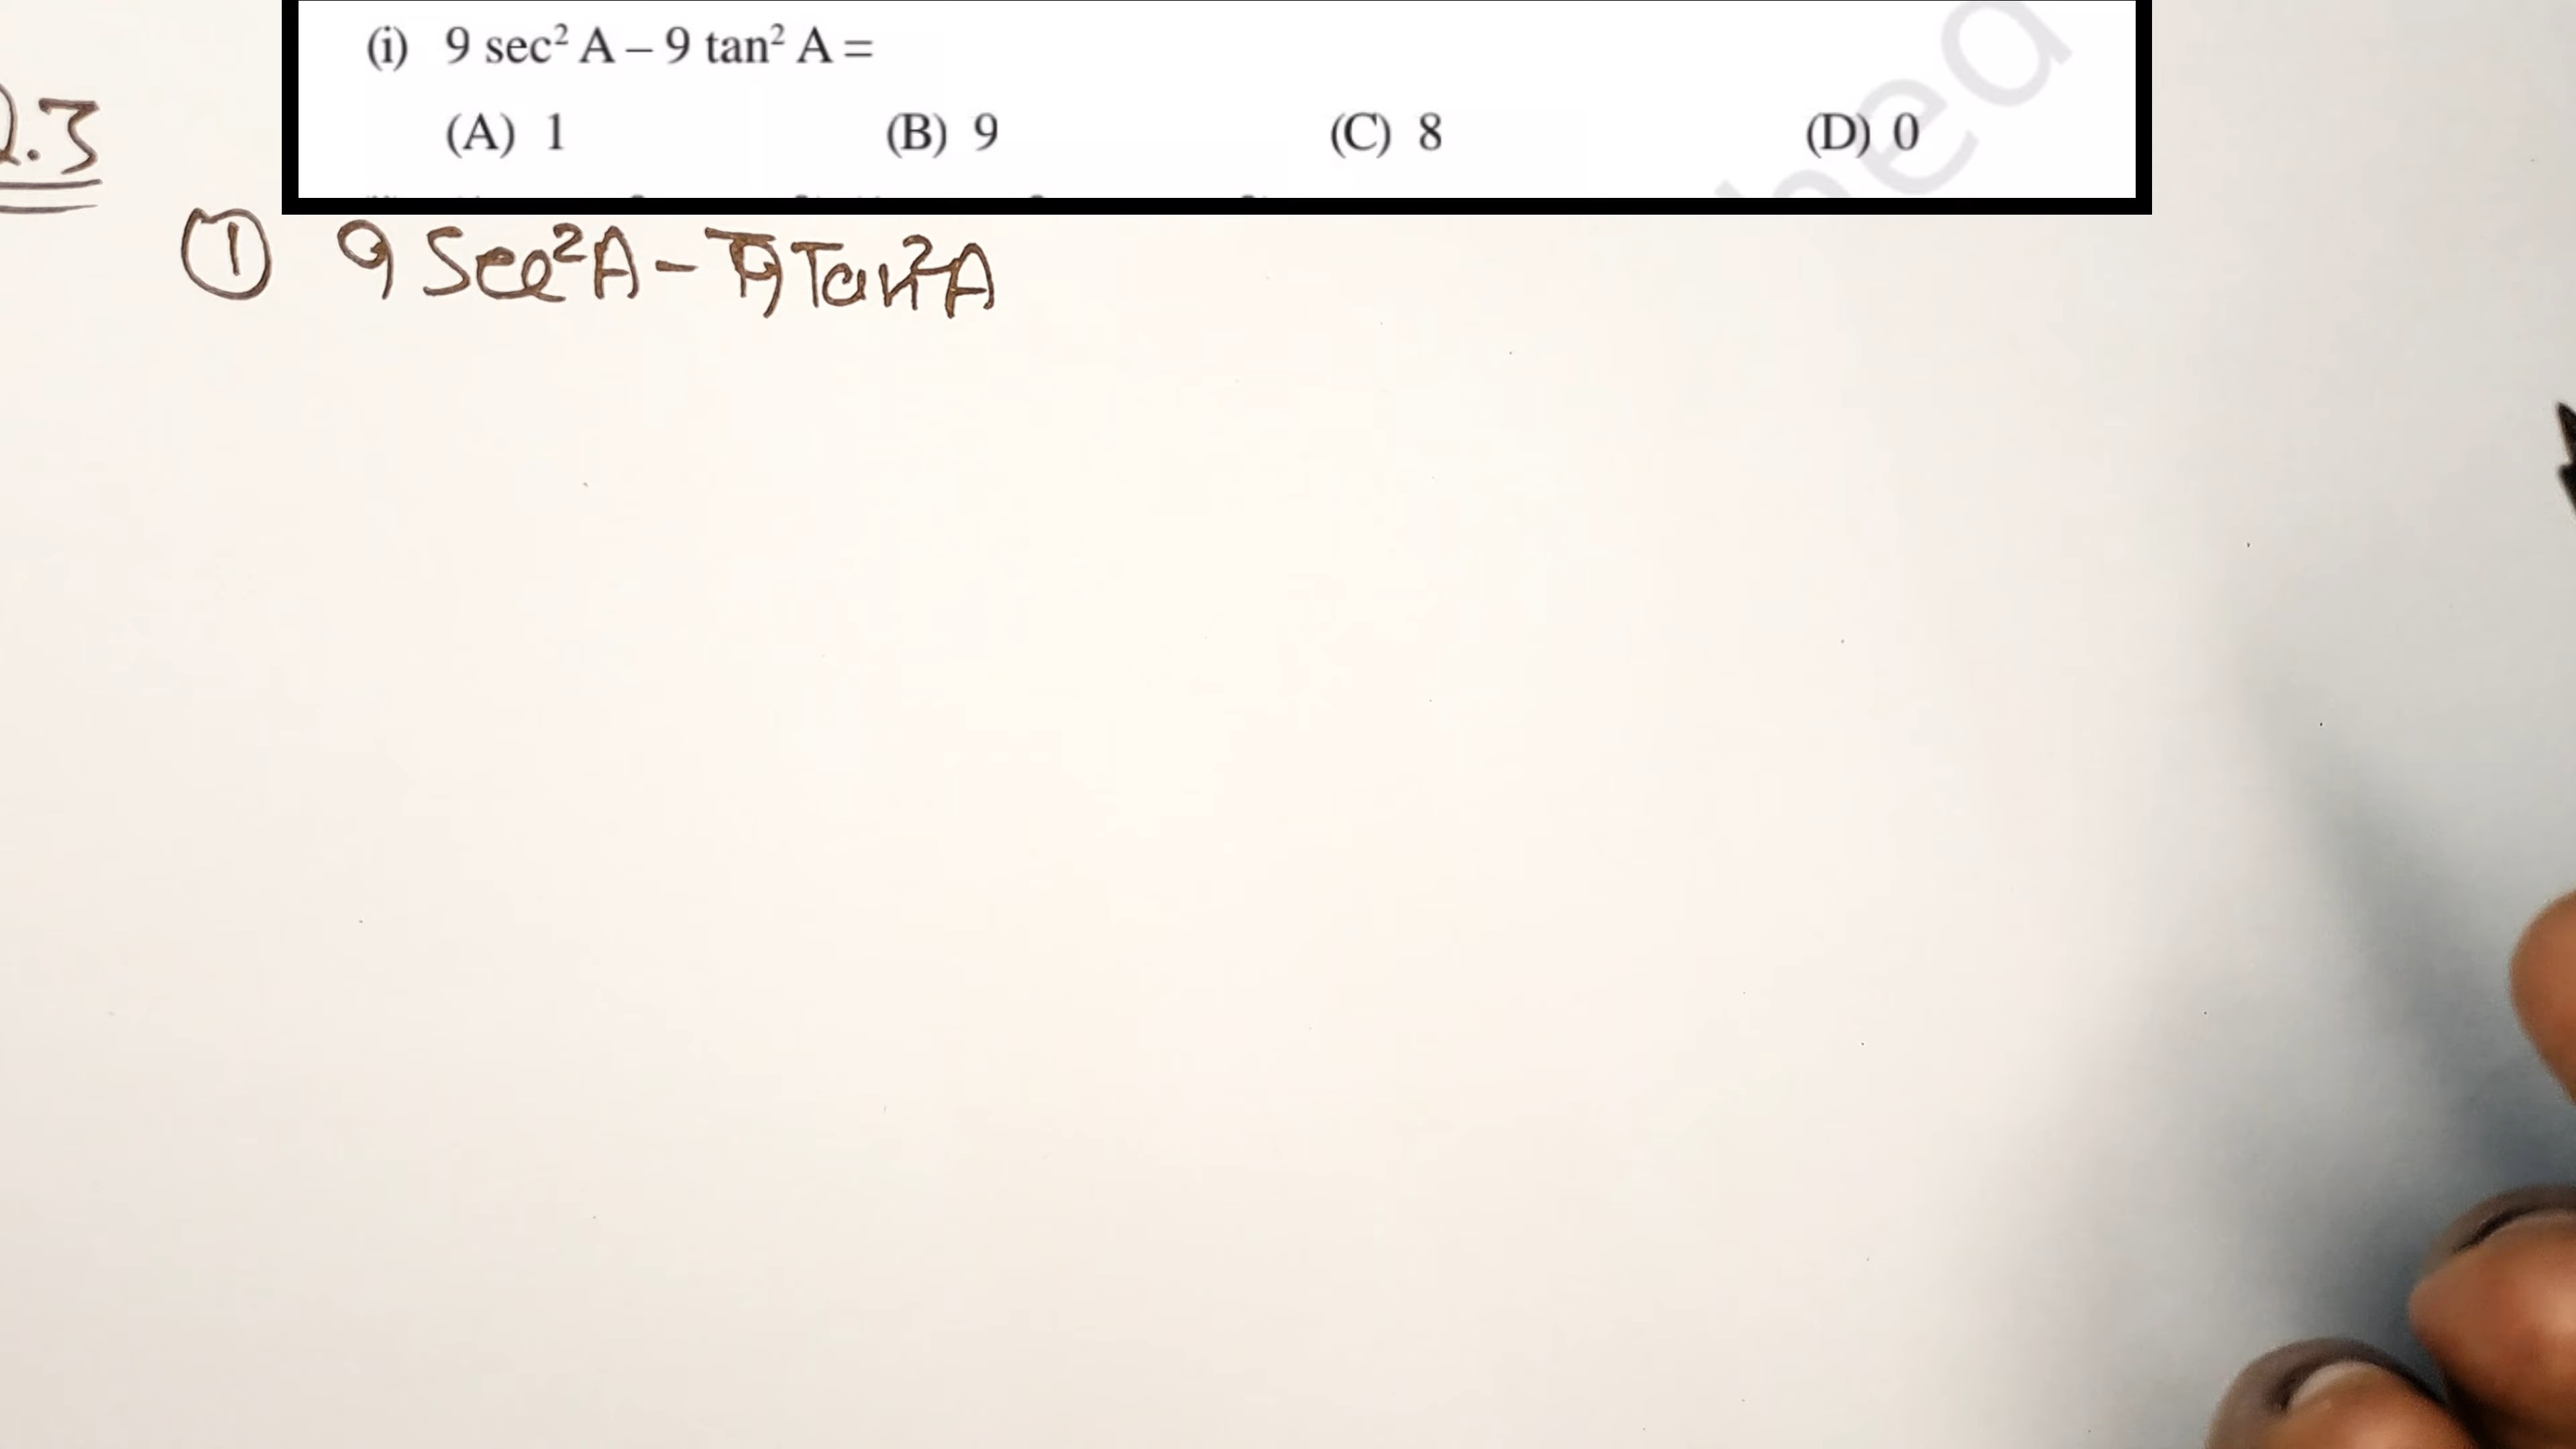 (i) 9 sec² A – 9 tan² A =
(A) 1 (B) 9 (C) 8 (D) 0
Q.3
① 9 Sec²A - 9 Tan²A